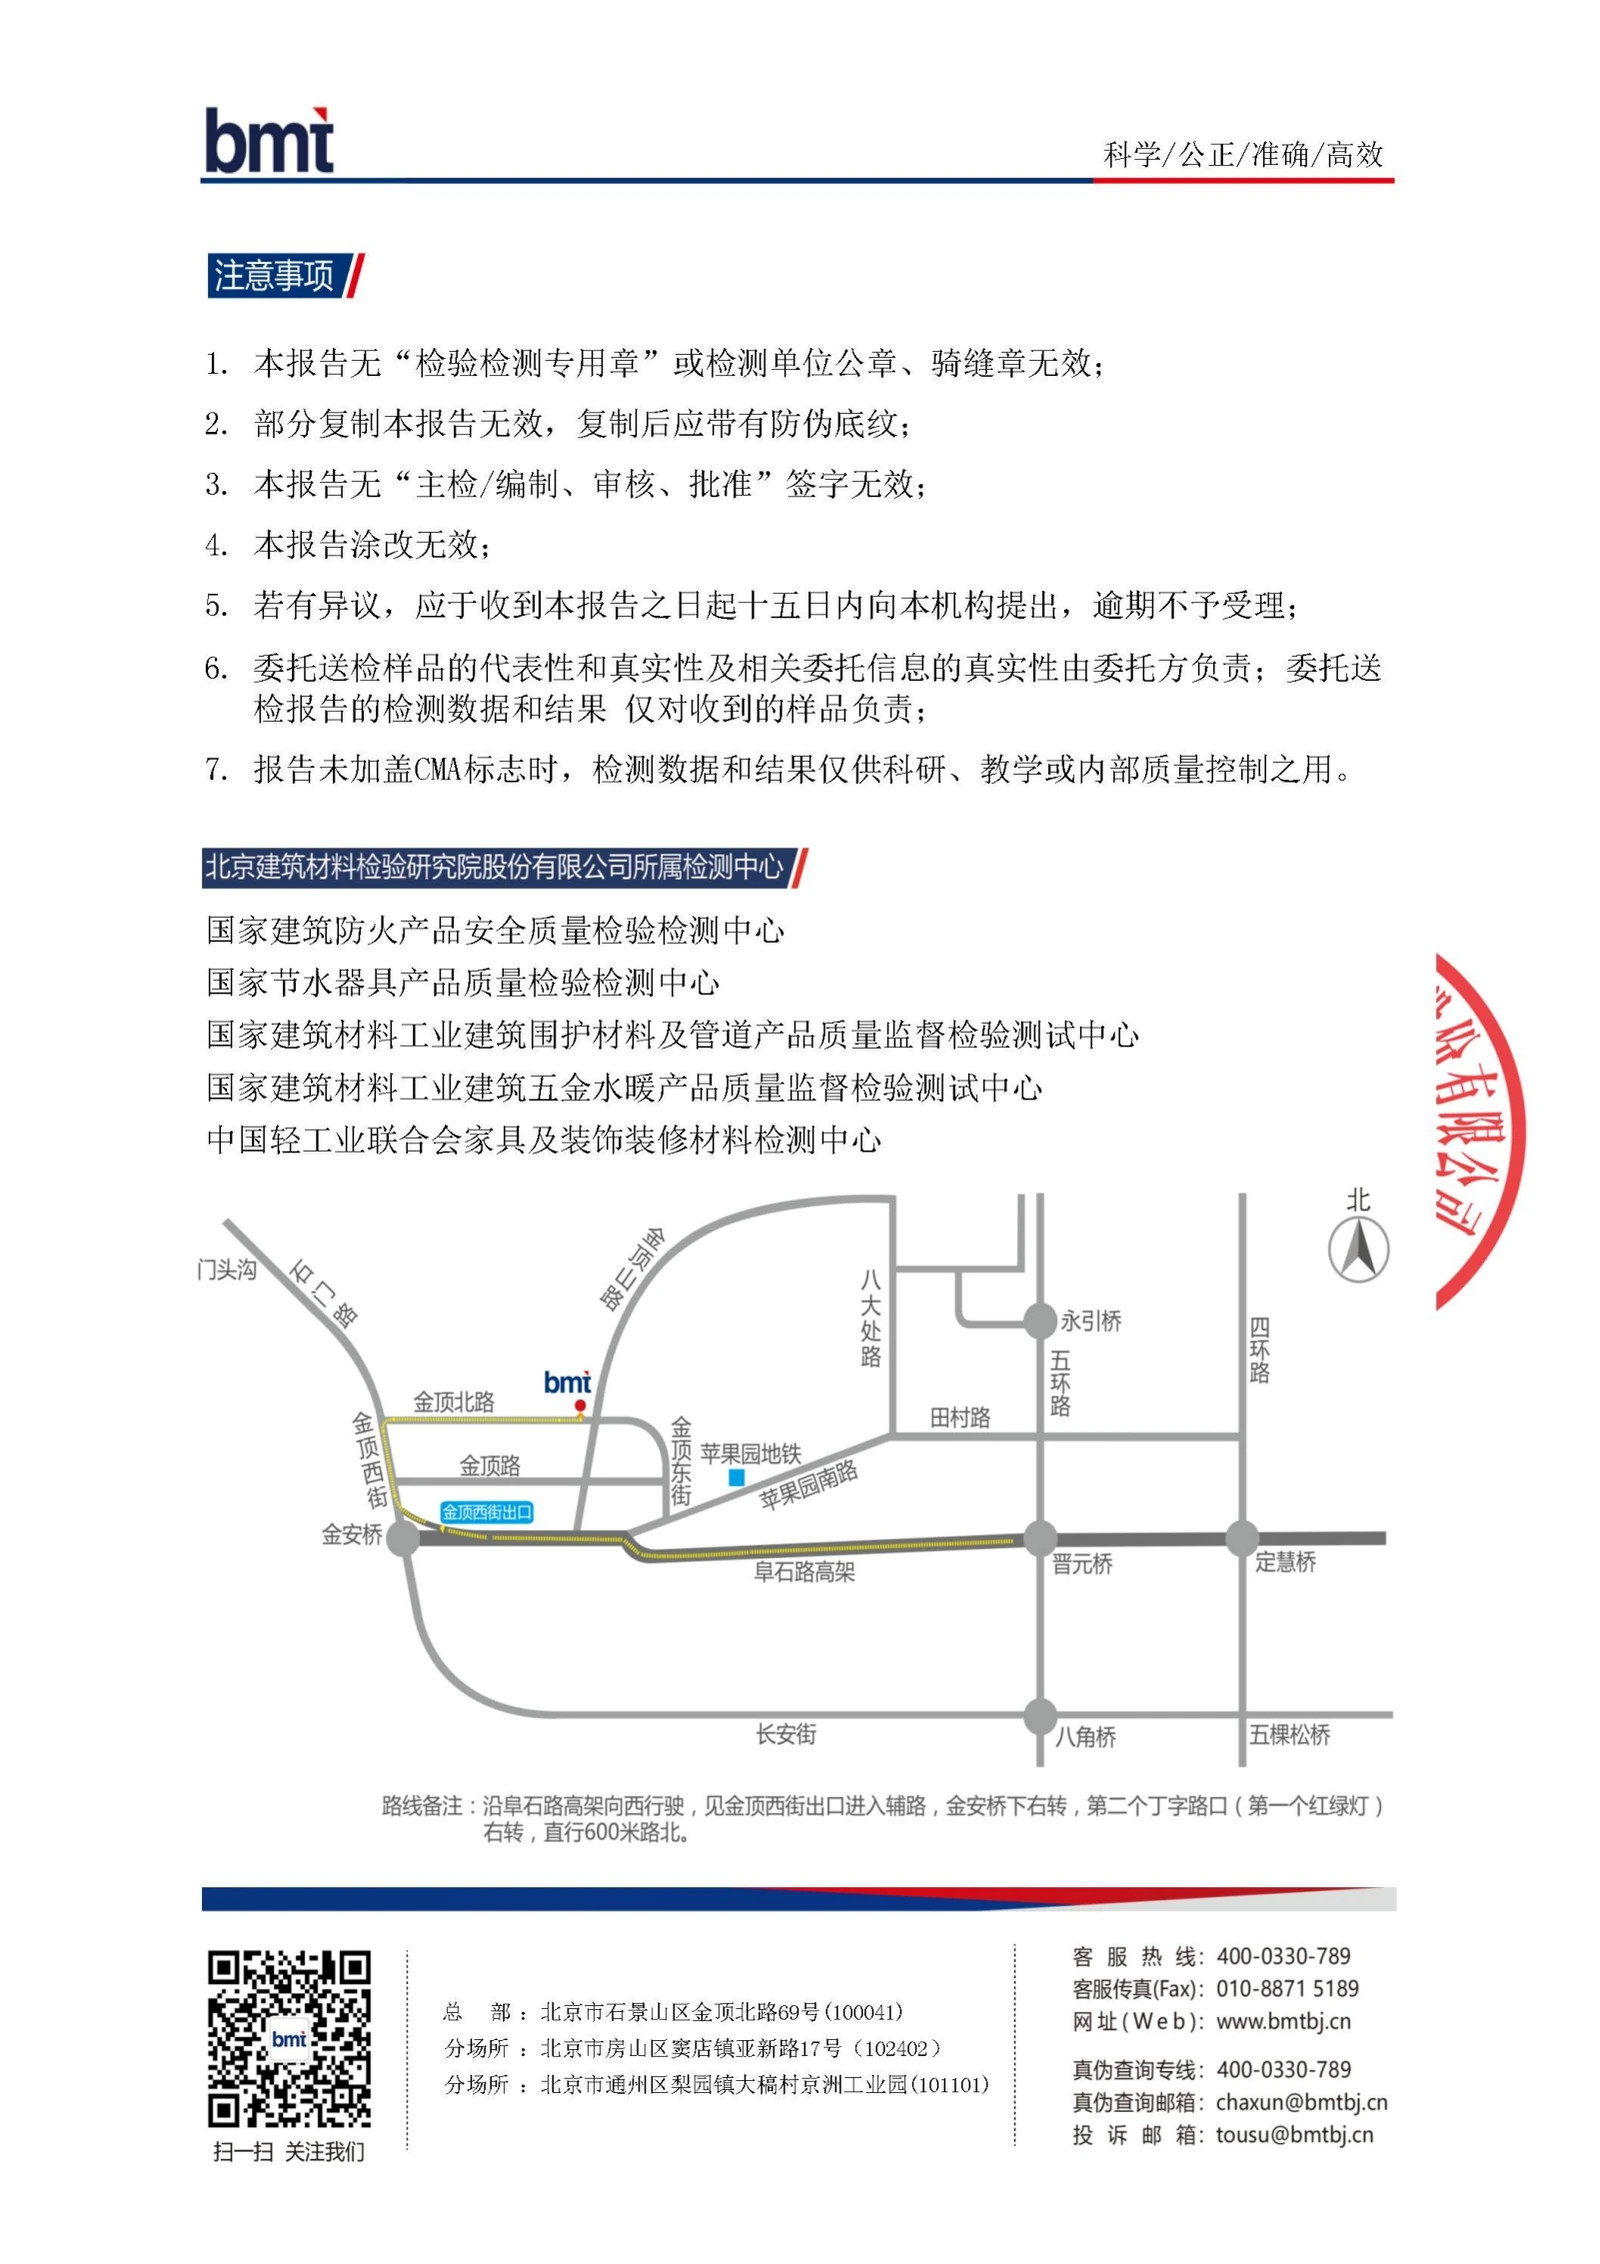 bmt
科学/公正/准确/高效
注意事项
1. 本报告无“检验检测专用章”或检测单位公章、骑缝章无效；
2. 部分复制本报告无效，复制后应带有防伪底纹；
3. 本报告无“主检/编制、审核、批准”签字无效；
4. 本报告涂改无效；
5. 若有异议，应于收到本报告之日起十五日内向本机构提出，逾期不予受理；
6. 委托送检样品的代表性和真实性及相关委托信息的真实性由委托方负责；委托送
检报告的检测数据和结果 仅对收到的样品负责；
7. 报告未加盖CMA标志时，检测数据和结果仅供科研、教学或内部质量控制之用。
北京建筑材料检验研究院股份有限公司所属检测中心
国家建筑防火产品安全质量检验检测中心
国家节水器具产品质量检验检测中心
国家建筑材料工业建筑围护材料及管道产品质量监督检验测试中心
国家建筑材料工业建筑五金水暖产品质量监督检验测试中心
中国轻工业联合会家具及装饰装修材料检测中心
有限公司
北
门头沟
石门路
金顶山路
八大处路
永引桥
五环路
四环路
bmt
金顶北路
田村路
金顶西街
金顶东街
苹果园地铁
金顶路
苹果园南路
金顶西街出口
金安桥
阜石路高架
晋元桥
定慧桥
长安街
八角桥
五棵松桥
路线备注：沿阜石路高架向西行驶，见金顶西街出口进入辅路，金安桥下右转，第二个丁字路口（第一个红绿灯）
右转，直行600米路北。
bmt
扫一扫 关注我们
总 部：北京市石景山区金顶北路69号(100041)
分场所：北京市房山区窦店镇亚新路17号（102402）
分场所：北京市通州区梨园镇大稿村京洲工业园(101101)
客服热线：400-0330-789
客服传真(Fax)：010-8871 5189
网址(Web)：www.bmtbj.cn
真伪查询专线：400-0330-789
真伪查询邮箱：chaxun@bmtbj.cn
投诉邮箱：tousu@bmtbj.cn